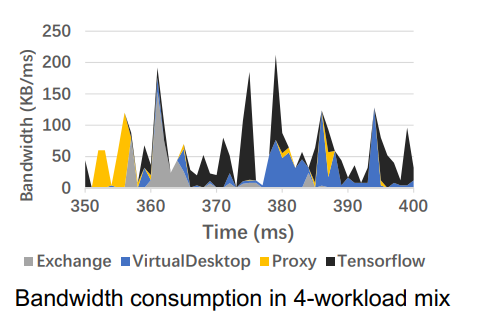 250
200
150
100
50
0
Bandwidth (KB/ms)
350 360 370 380 390 400
Time (ms)
Exchange VirtualDesktop Proxy Tensorflow
Bandwidth consumption in 4-workload mix